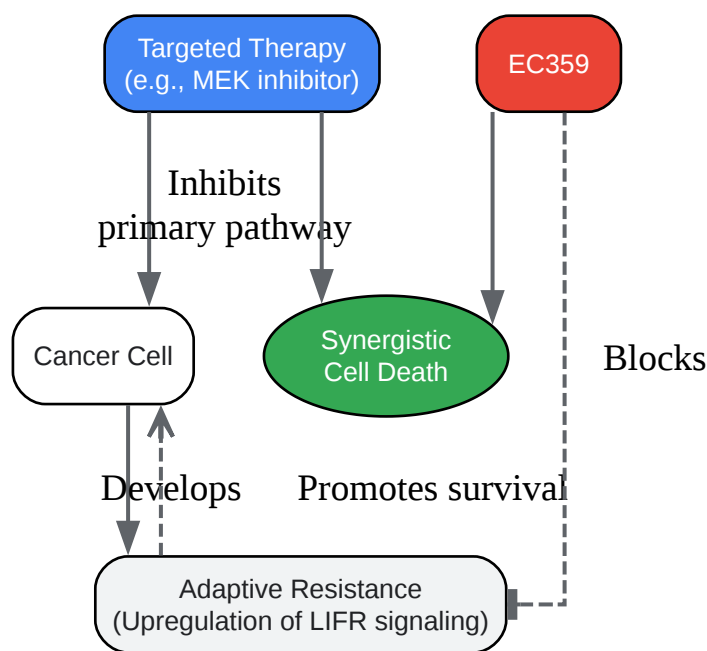 Targeted Therapy
(e.g., MEK inhibitor)
EC359
Inhibits
primary pathway
Cancer Cell
Synergistic
Cell Death
Blocks
Develops
Promotes survival
Adaptive Resistance
(Upregulation of LIFR signaling)